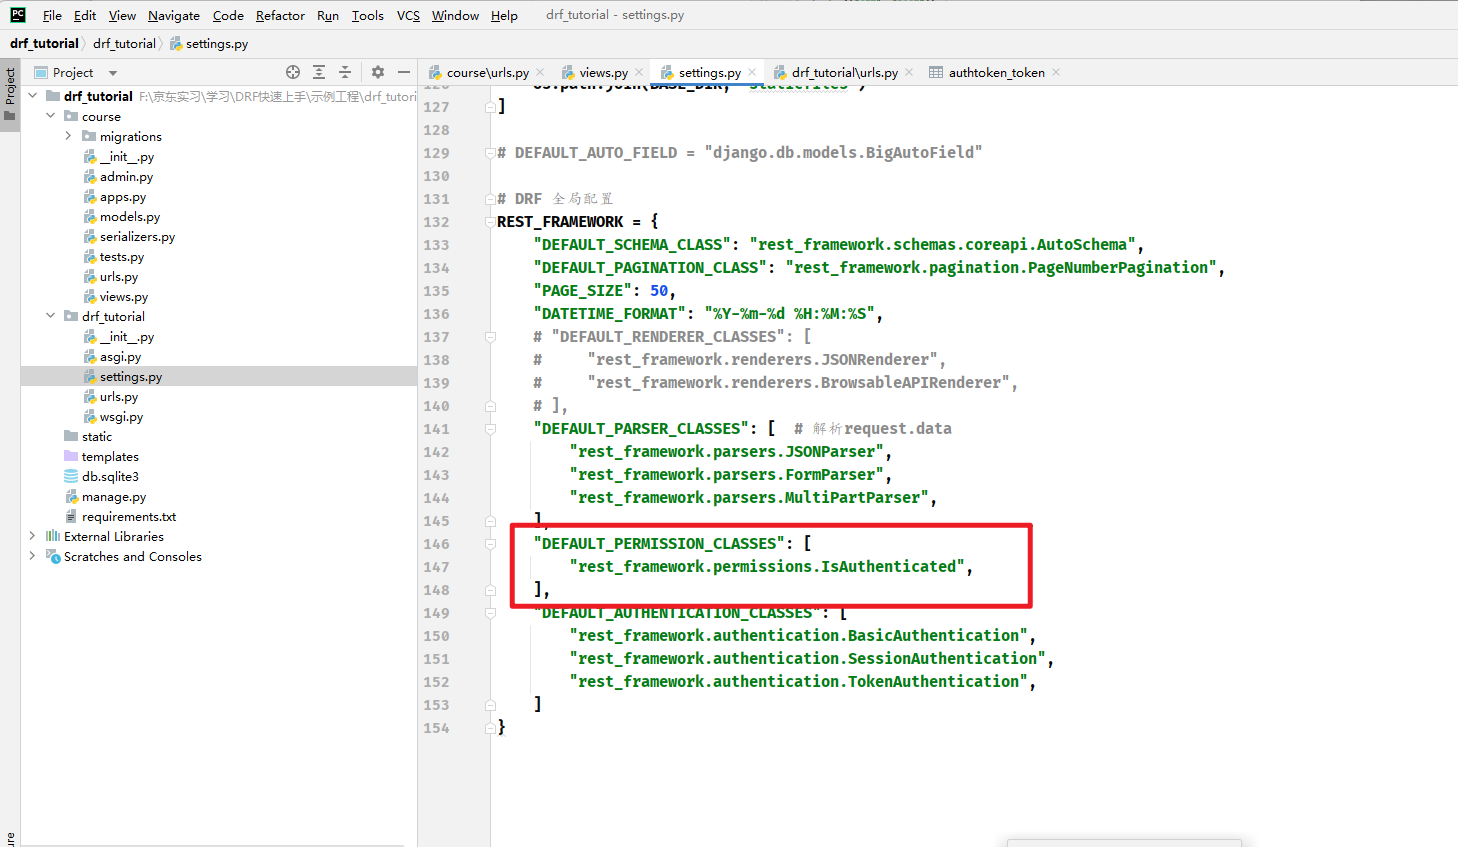 PC File Edit View Navigate Code Refactor Run Tools VCS Window Help drf_tutorial - settings.py
drf_tutorial drf_tutorial settings.py
Project
Project
course\urls.py views.py settings.py drf_tutorial\urls.py authtoken_token
drf_tutorial F:\京东实习\学习\DRF快速上手\示例工程\drf_tutori
course
migrations
__init__.py
admin.py
apps.py
models.py
serializers.py
tests.py
urls.py
views.py
drf_tutorial
__init__.py
asgi.py
settings.py
urls.py
wsgi.py
static
templates
db.sqlite3
manage.py
requirements.txt
External Libraries
Scratches and Consoles
126 os.path.join(BASE_DIR, "staticfiles")
127 ]
128
129 # DEFAULT_AUTO_FIELD = "django.db.models.BigAutoField"
130
131 # DRF 全局配置
132 REST_FRAMEWORK = {
133 "DEFAULT_SCHEMA_CLASS": "rest_framework.schemas.coreapi.AutoSchema",
134 "DEFAULT_PAGINATION_CLASS": "rest_framework.pagination.PageNumberPagination",
135 "PAGE_SIZE": 50,
136 "DATETIME_FORMAT": "%Y-%m-%d %H:%M:%S",
137 # "DEFAULT_RENDERER_CLASSES": [
138 # "rest_framework.renderers.JSONRenderer",
139 # "rest_framework.renderers.BrowsableAPIRenderer",
140 # ],
141 "DEFAULT_PARSER_CLASSES": [ # 解析request.data
142 "rest_framework.parsers.JSONParser",
143 "rest_framework.parsers.FormParser",
144 "rest_framework.parsers.MultiPartParser",
145 ],
146 "DEFAULT_PERMISSION_CLASSES": [
147 "rest_framework.permissions.IsAuthenticated",
148 ],
149 "DEFAULT_AUTHENTICATION_CLASSES": [
150 "rest_framework.authentication.BasicAuthentication",
151 "rest_framework.authentication.SessionAuthentication",
152 "rest_framework.authentication.TokenAuthentication",
153 ]
154 }